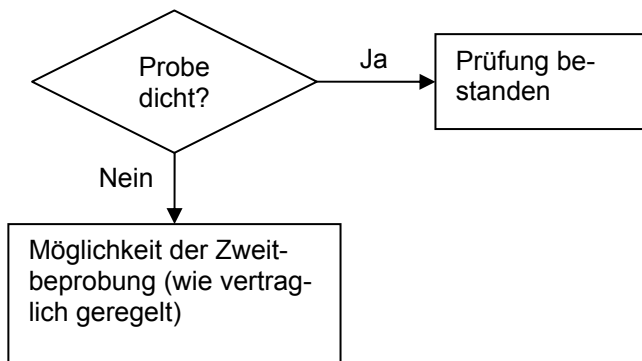 Probe
dicht?
Ja
Prüfung be-
standen
Nein
Möglichkeit der Zweit-
beprobung (wie vertrag-
lich geregelt)